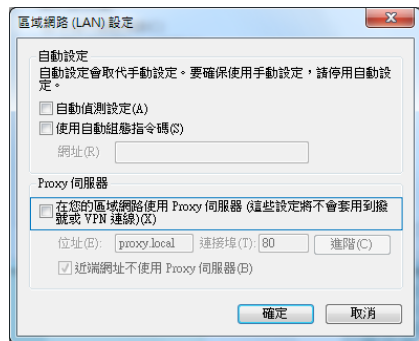 區域網路 (LAN) 設定
自動設定
自動設定會取代手動設定。要確保使用手動設定，請停用自動設
定。
自動偵測設定(A)
使用自動組態指令碼(S)
網址(R)
Proxy 伺服器
在您的區域網路使用 Proxy 伺服器 (這些設定將不會套用到撥
號或 VPN 連線)(X)
位址(E): proxy.local 連接埠(T): 80 進階(C)
近端網址不使用 Proxy 伺服器(B)
確定 取消